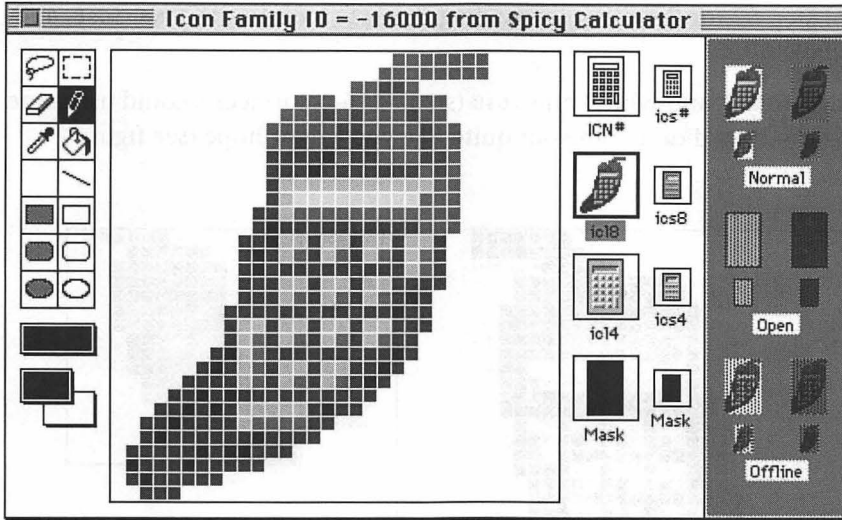 Icon Family ID = -16000 from Spicy Calculator
ICN# ics#
icl8 ics8
icl4 ics4
Mask Mask
Normal
Open
Offline